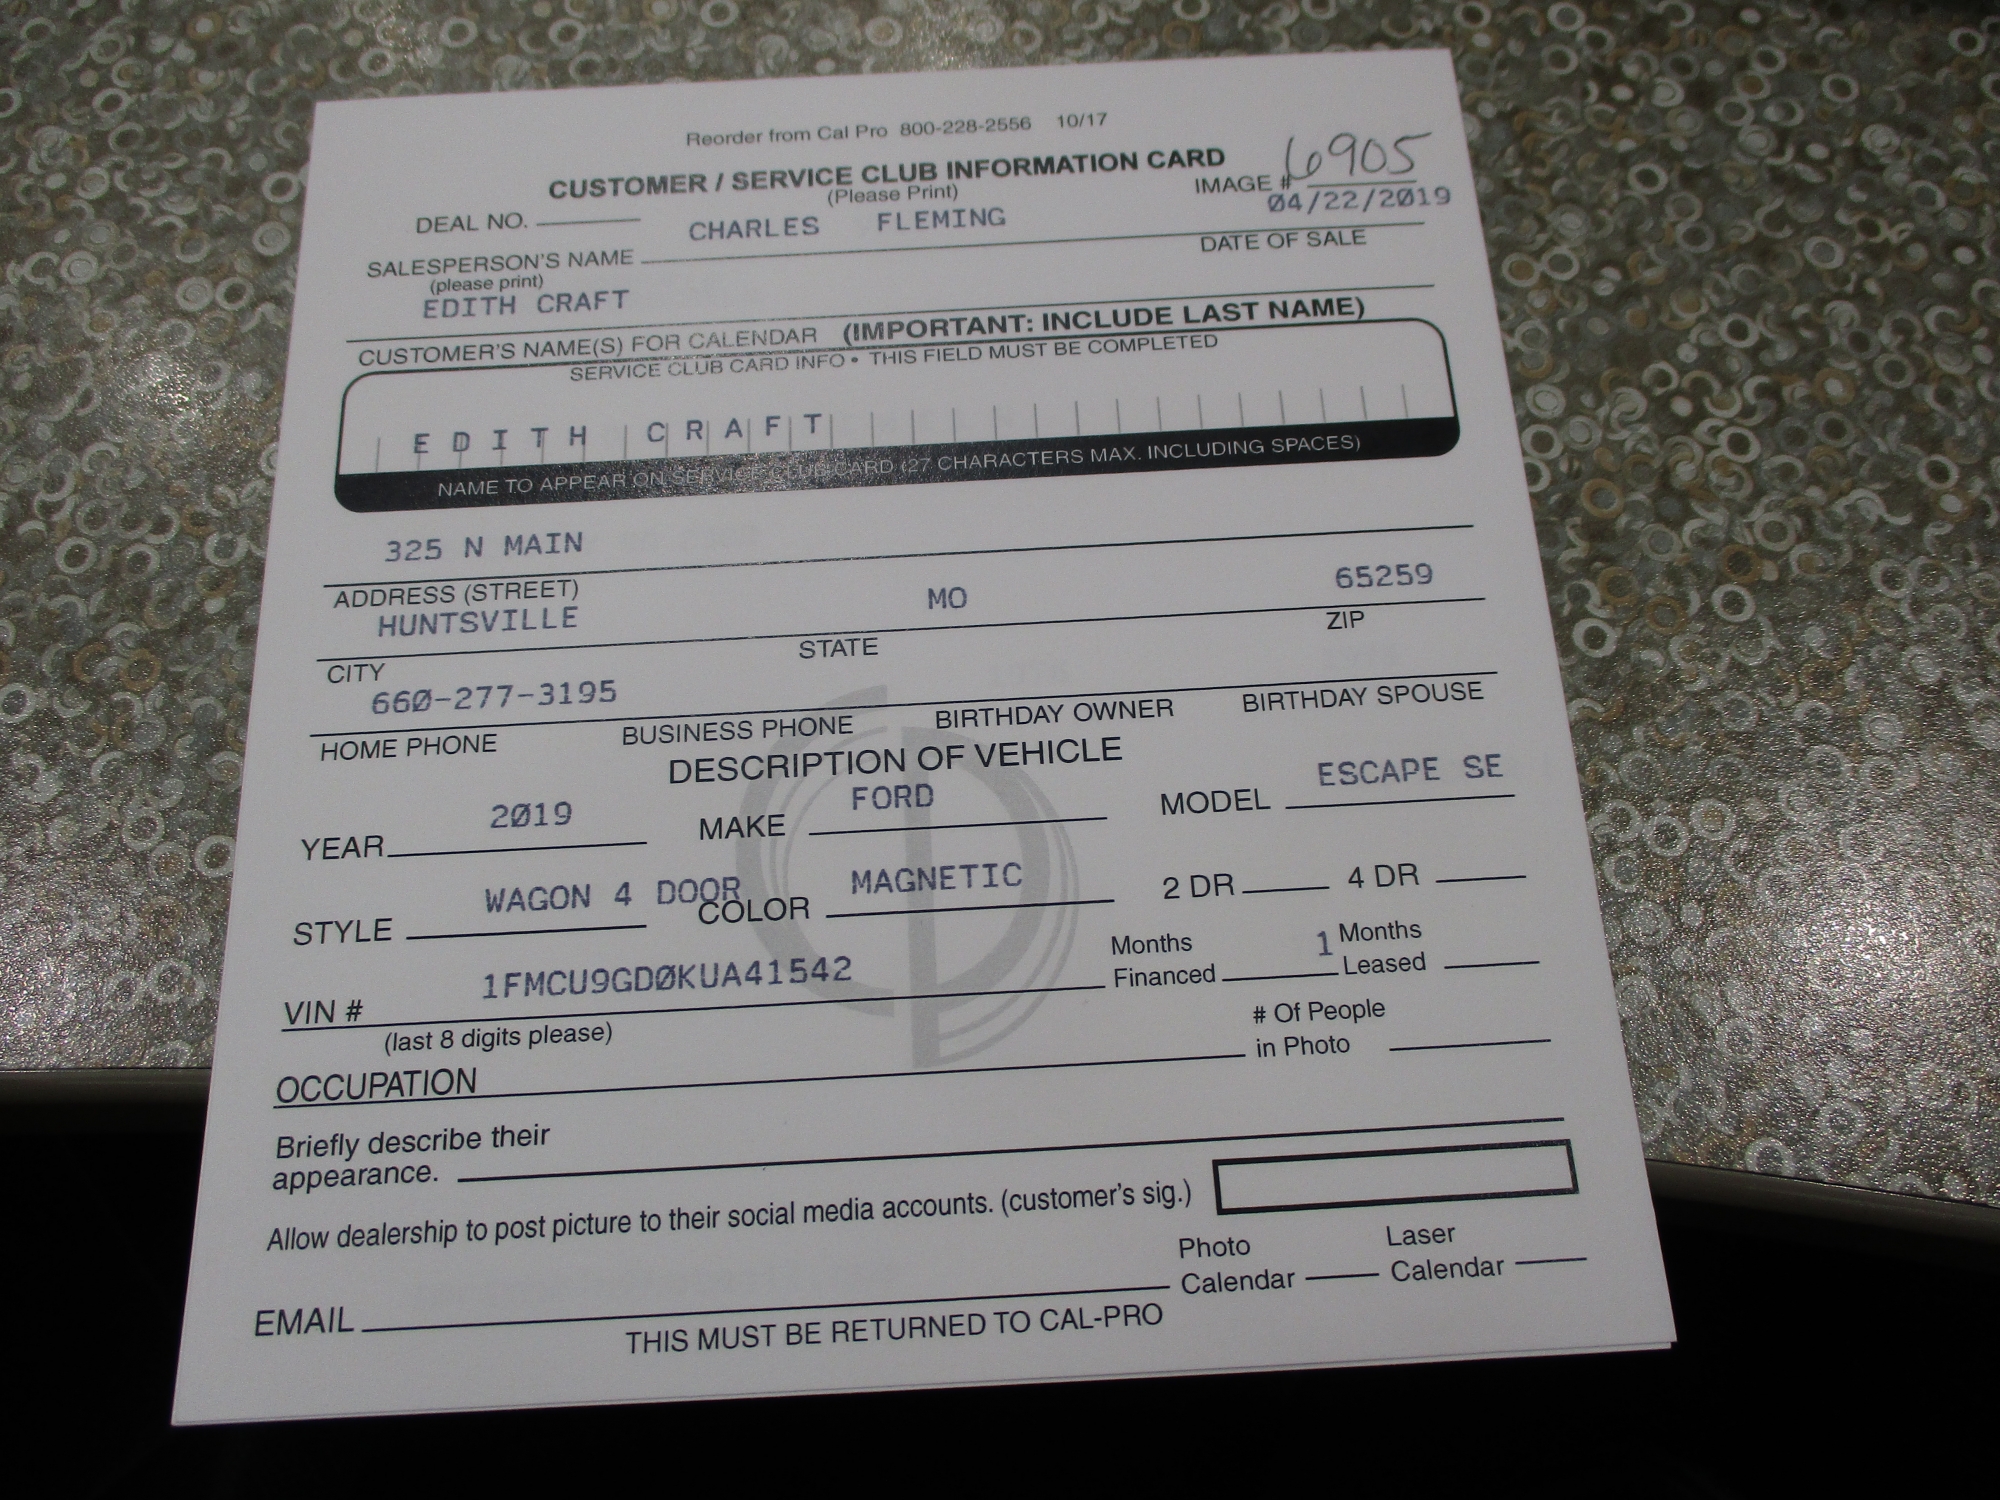 Reorder from Cal Pro 800-228-2556 10/17
CUSTOMER / SERVICE CLUB INFORMATION CARD
(Please Print)
IMAGE # 6905
DEAL NO.
CHARLES FLEMING
04/22/2019
SALESPERSON'S NAME
DATE OF SALE
(please print)
EDITH CRAFT
CUSTOMER'S NAME(S) FOR CALENDAR (IMPORTANT: INCLUDE LAST NAME)
SERVICE CLUB CARD INFO • THIS FIELD MUST BE COMPLETED
EDITH CRAFT
NAME TO APPEAR ON SERVICE CLUB CARD (27 CHARACTERS MAX. INCLUDING SPACES)
325 N MAIN
ADDRESS (STREET)
HUNTSVILLE MO 65259
CITY STATE ZIP
660-277-3195
HOME PHONE BUSINESS PHONE BIRTHDAY OWNER BIRTHDAY SPOUSE
DESCRIPTION OF VEHICLE
YEAR 2019 MAKE FORD MODEL ESCAPE SE
STYLE WAGON 4 DOOR COLOR MAGNETIC 2 DR 4 DR
VIN # 1FMCU9GD0KUA41542
Months Financed 1 Months Leased
(last 8 digits please)
# Of People in Photo
OCCUPATION
Briefly describe their
appearance.
Allow dealership to post picture to their social media accounts. (customer's sig.)
Photo Calendar Laser Calendar
EMAIL
THIS MUST BE RETURNED TO CAL-PRO